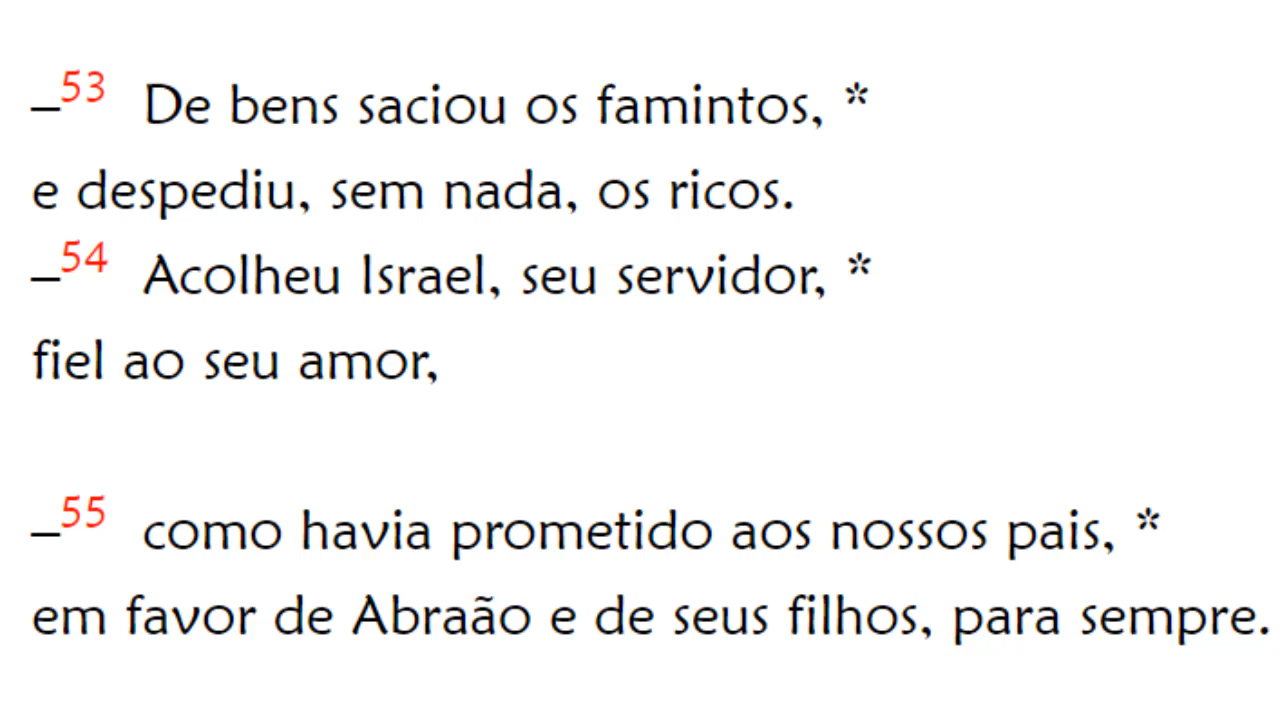 –53 De bens saciou os famintos, *
e despediu, sem nada, os ricos.
–54 Acolheu Israel, seu servidor, *
fiel ao seu amor,
–55 como havia prometido aos nossos pais, *
em favor de Abraão e de seus filhos, para sempre.